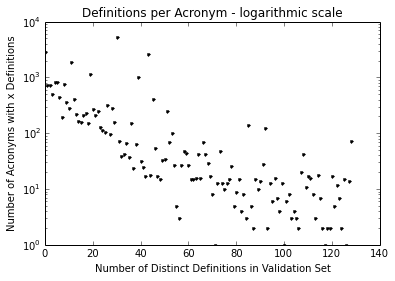 Definitions per Acronym - logarithmic scale
Number of Acronyms with x Definitions
10^4
10^3
10^2
10^1
10^0
0 20 40 60 80 100 120 140
Number of Distinct Definitions in Validation Set